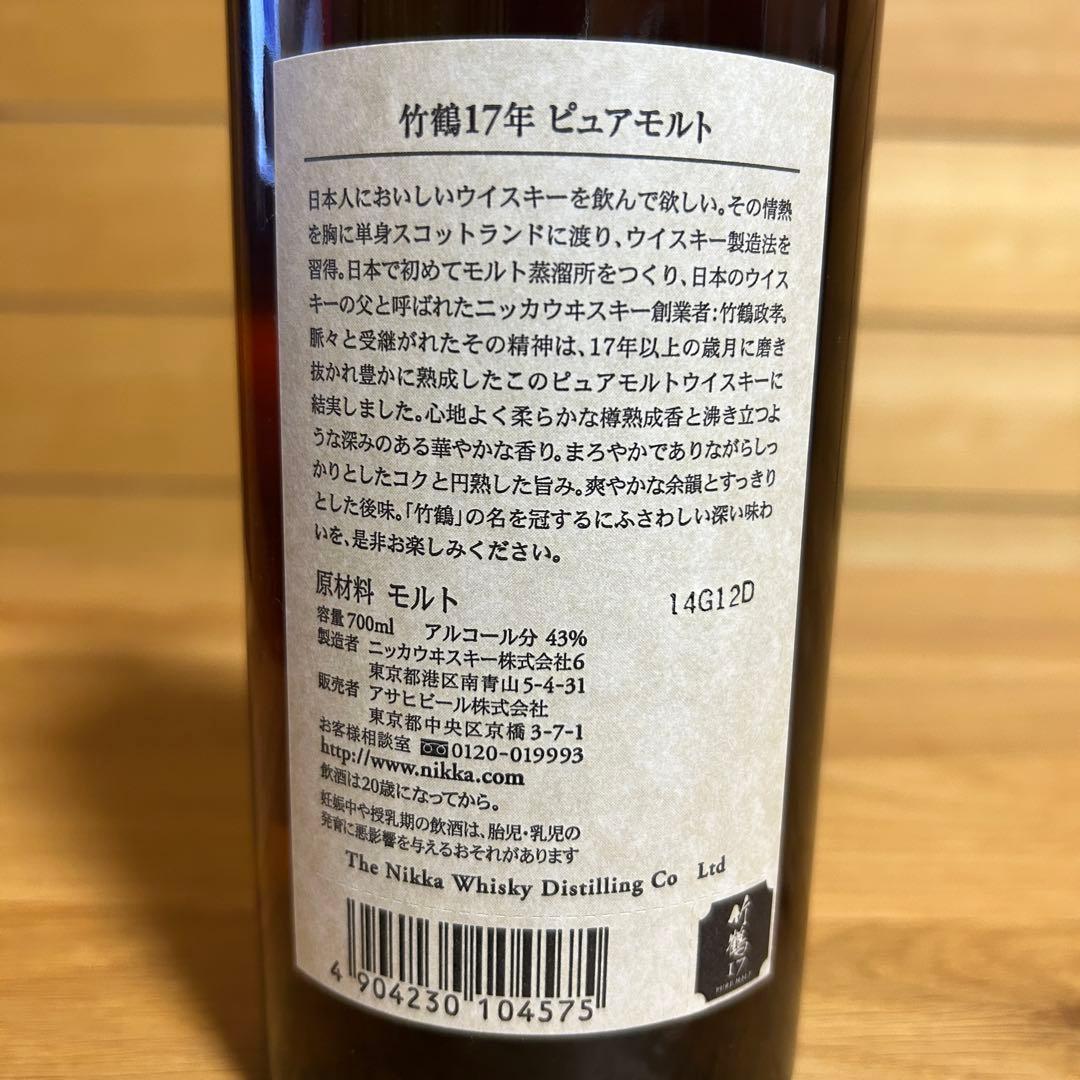 竹鶴17年 ピュアモルト
日本人においしいウイスキーを飲んで欲しい。その情熱
を胸に単身スコットランドに渡り、ウイスキー製造法を
習得。日本で初めてモルト蒸溜所をつくり、日本のウイス
キーの父と呼ばれたニッカウヰスキー創業者：竹鶴政孝。
脈々と受継がれたその精神は、17年以上の歳月に磨き
抜かれ豊かに熟成したこのピュアモルトウイスキーに
結実しました。心地よく柔らかな樽熟成香と沸き立つよ
うな深みのある華やかな香り。まろやかでありながらしっ
かりとしたコクと円熟した旨み。爽やかな余韻とすっきり
とした後味。「竹鶴」の名を冠するにふさわしい深い味わ
いを、是非お楽しみください。
原材料 モルト
14G12D
容量 700ml アルコール分 43%
製造者 ニッカウヰスキー株式会社6
東京都港区南青山5-4-31
販売者 アサヒビール株式会社
東京都中央区京橋3-7-1
お客様相談室 0120-019993
http://www.nikka.com
飲酒は20歳になってから。
妊娠中や授乳期の飲酒は、胎児・乳児の
発育に悪影響を与えるおそれがあります
The Nikka Whisky Distilling Co Ltd
竹鶴
17
PURE MALT
4 904230 104575